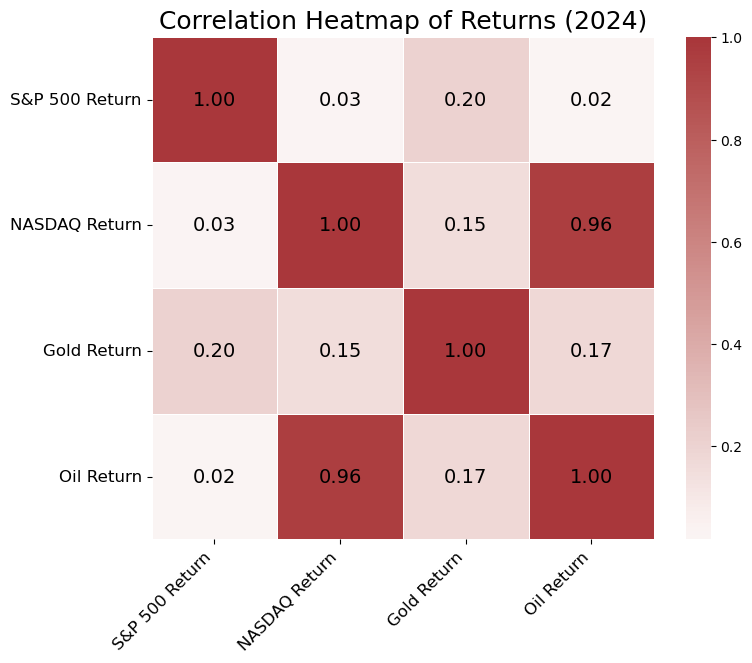 Correlation Heatmap of Returns (2024)
S&P 500 Return 1.00 0.03 0.20 0.02
NASDAQ Return 0.03 1.00 0.15 0.96
Gold Return 0.20 0.15 1.00 0.17
Oil Return 0.02 0.96 0.17 1.00
S&P 500 Return NASDAQ Return Gold Return Oil Return
1.0
0.8
0.6
0.4
0.2